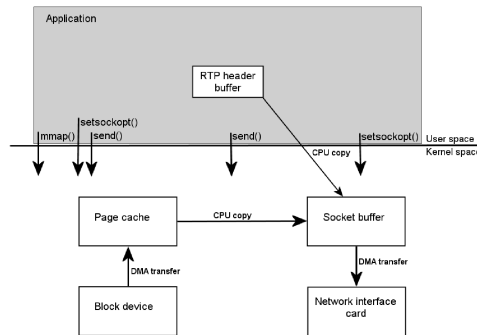 Application
RTP header
buffer
setsockopt()
mmap()
send()
send()
setsockopt()
User space
Kernel space
CPU copy
Page cache
CPU copy
Socket buffer
DMA transfer
DMA transfer
Block device
Network interface
card